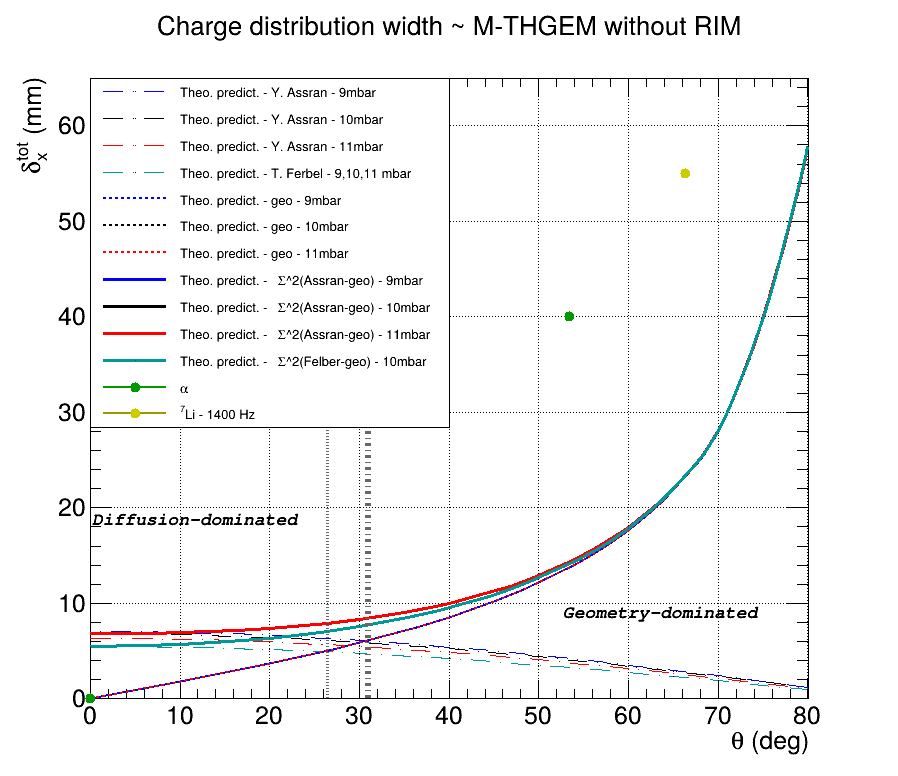 Charge distribution width ~ M-THGEM without RIM
δₓᵗᵒᵗ (mm)
60
50
40
30
20
10
0
Theo. predict. - Y. Assran - 9mbar
Theo. predict. - Y. Assran - 10mbar
Theo. predict. - Y. Assran - 11mbar
Theo. predict. - T. Ferbel - 9,10,11 mbar
Theo. predict. - geo - 9mbar
Theo. predict. - geo - 10mbar
Theo. predict. - geo - 11mbar
Theo. predict. - Σ^2(Assran-geo) - 9mbar
Theo. predict. - Σ^2(Assran-geo) - 10mbar
Theo. predict. - Σ^2(Assran-geo) - 11mbar
Theo. predict. - Σ^2(Felber-geo) - 10mbar
α
⁷Li - 1400 Hz
Diffusion-dominated
Geometry-dominated
0 10 20 30 40 50 60 70 80
θ (deg)